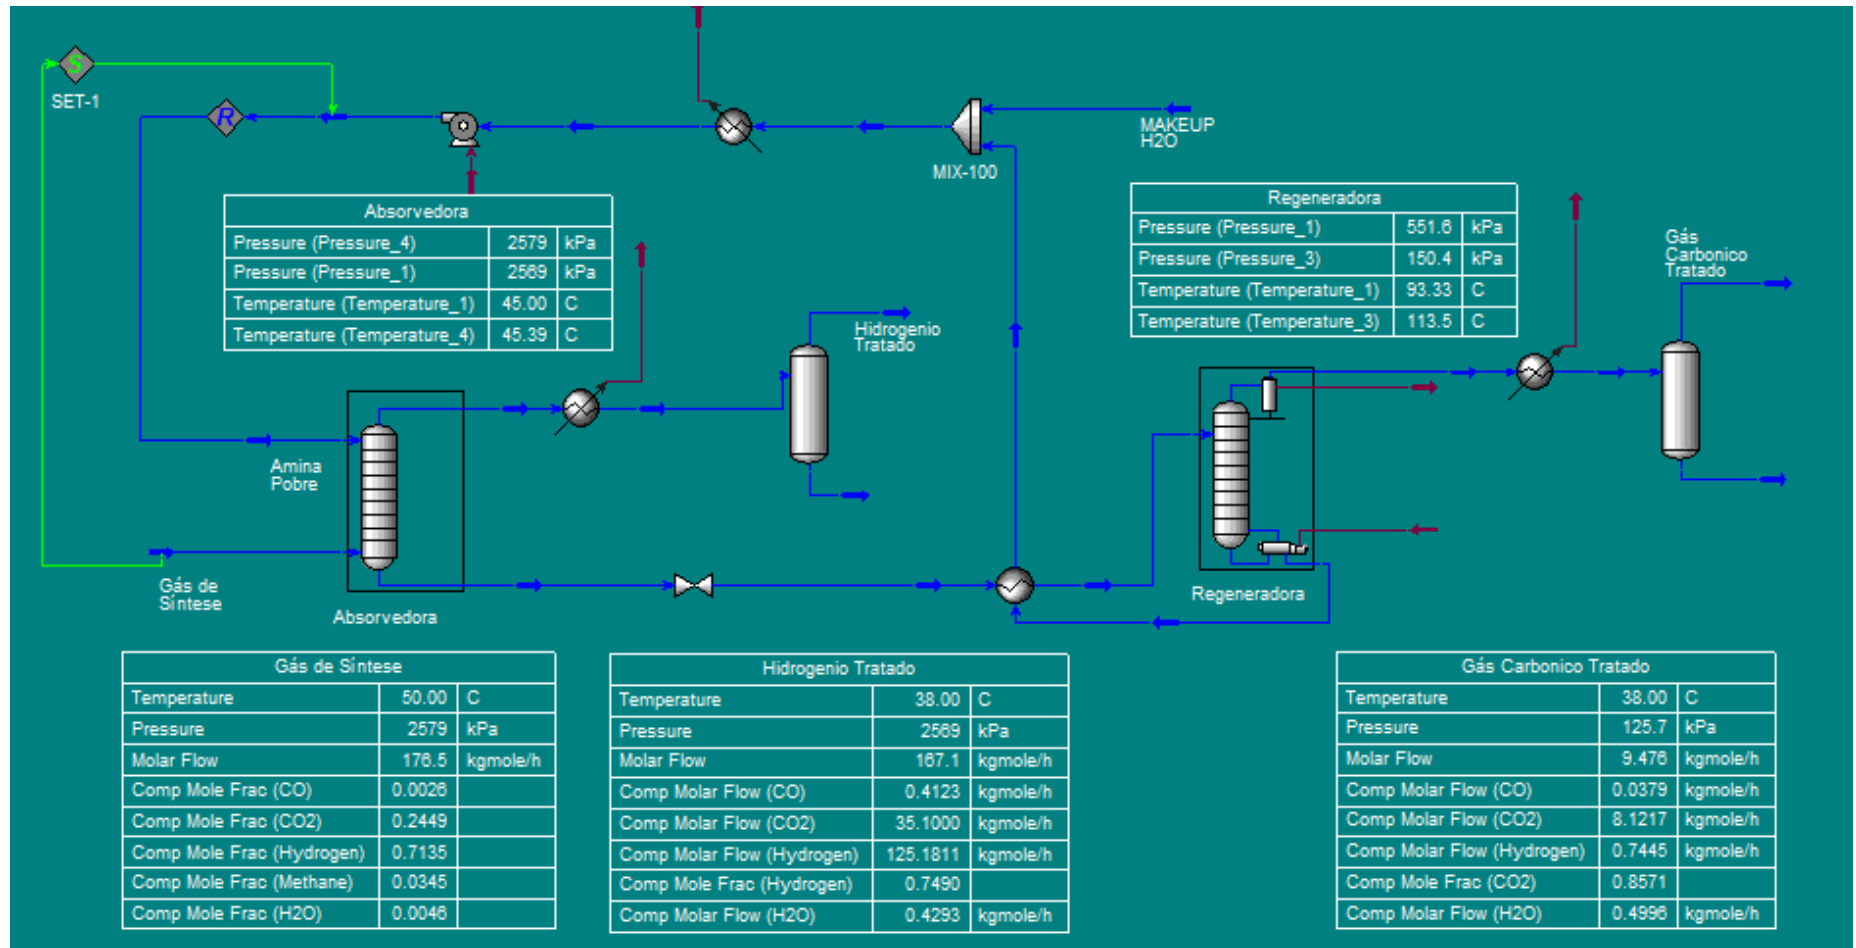 S
SET-1
R
MAKEUP
H2O
MIX-100
Absorvedora
Pressure (Pressure_4) 2579 kPa
Pressure (Pressure_1) 2569 kPa
Temperature (Temperature_1) 45.00 C
Temperature (Temperature_4) 45.39 C
Regeneradora
Pressure (Pressure_1) 551.6 kPa
Pressure (Pressure_3) 150.4 kPa
Temperature (Temperature_1) 93.33 C
Temperature (Temperature_3) 113.5 C
Gás
Carbonico
Tratado
Hidrogenio
Tratado
Amina
Pobre
Gás de
Síntese
Absorvedora
Regeneradora
Gás de Síntese
Temperature 50.00 C
Pressure 2579 kPa
Molar Flow 176.5 kgmole/h
Comp Mole Frac (CO) 0.0026
Comp Mole Frac (CO2) 0.2449
Comp Mole Frac (Hydrogen) 0.7135
Comp Mole Frac (Methane) 0.0345
Comp Mole Frac (H2O) 0.0046
Hidrogenio Tratado
Temperature 38.00 C
Pressure 2569 kPa
Molar Flow 167.1 kgmole/h
Comp Molar Flow (CO) 0.4123 kgmole/h
Comp Molar Flow (CO2) 35.1000 kgmole/h
Comp Molar Flow (Hydrogen) 125.1811 kgmole/h
Comp Mole Frac (Hydrogen) 0.7490
Comp Molar Flow (H2O) 0.4293 kgmole/h
Gás Carbonico Tratado
Temperature 38.00 C
Pressure 125.7 kPa
Molar Flow 9.476 kgmole/h
Comp Molar Flow (CO) 0.0379 kgmole/h
Comp Molar Flow (CO2) 8.1217 kgmole/h
Comp Molar Flow (Hydrogen) 0.7445 kgmole/h
Comp Mole Frac (CO2) 0.8571
Comp Molar Flow (H2O) 0.4996 kgmole/h